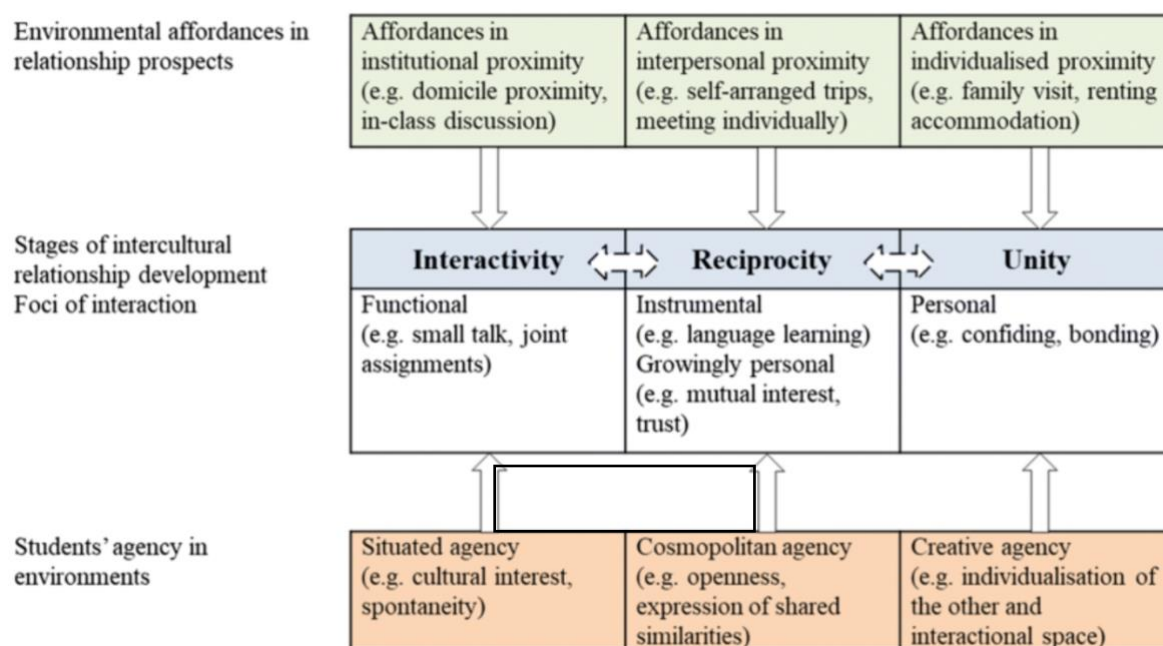 Environmental affordances in
relationship prospects
Affordances in
institutional proximity
(e.g. domicile proximity,
in-class discussion)
Affordances in
interpersonal proximity
(e.g. self-arranged trips,
meeting individually)
Affordances in
individualised proximity
(e.g. family visit, renting
accommodation)
Stages of intercultural
relationship development
Foci of interaction
Interactivity
Reciprocity
Unity
Functional
(e.g. small talk, joint
assignments)
Instrumental
(e.g. language learning)
Growingly personal
(e.g. mutual interest,
trust)
Personal
(e.g. confiding, bonding)
Students’ agency in
environments
Situated agency
(e.g. cultural interest,
spontaneity)
Cosmopolitan agency
(e.g. openness,
expression of shared
similarities)
Creative agency
(e.g. individualisation of
the other and
interactional space)